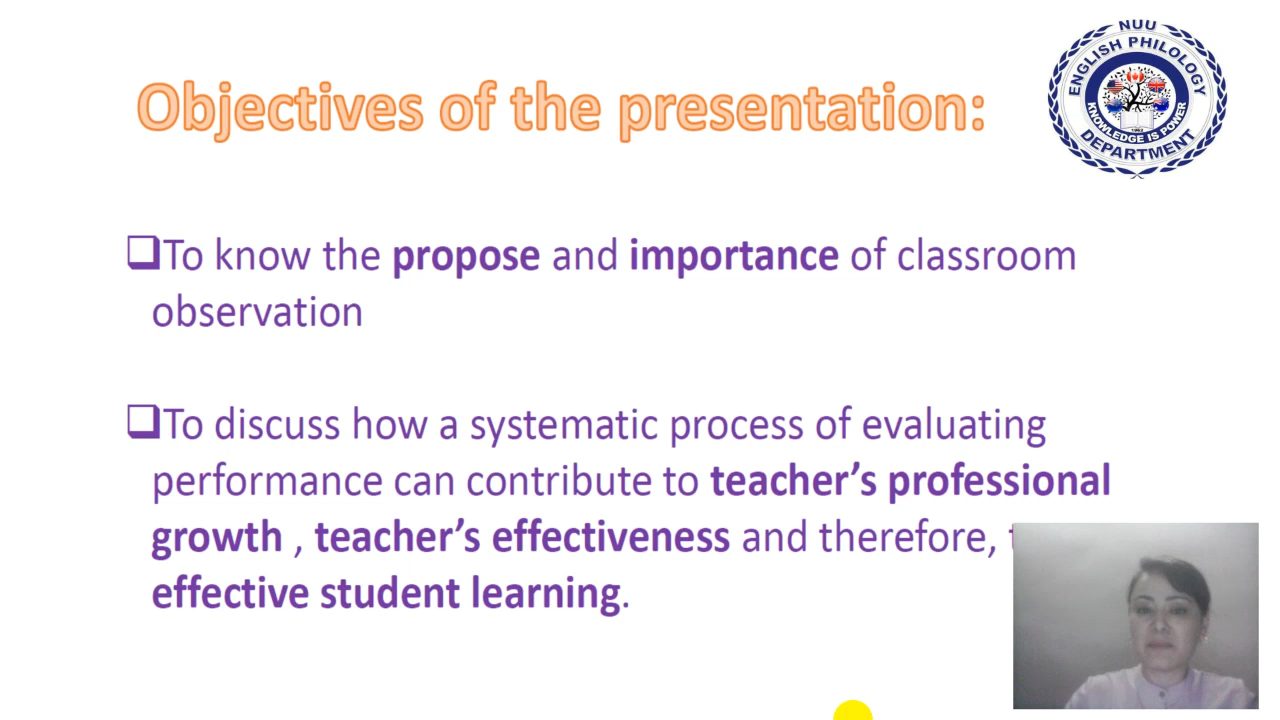 Objectives of the presentation:
NUU
ENGLISH PHILOLOGY
KNOWLEDGE IS POWER
1962
DEPARTMENT
❑To know the propose and importance of classroom
observation
❑To discuss how a systematic process of evaluating
performance can contribute to teacher’s professional
growth , teacher’s effectiveness and therefore,
effective student learning.